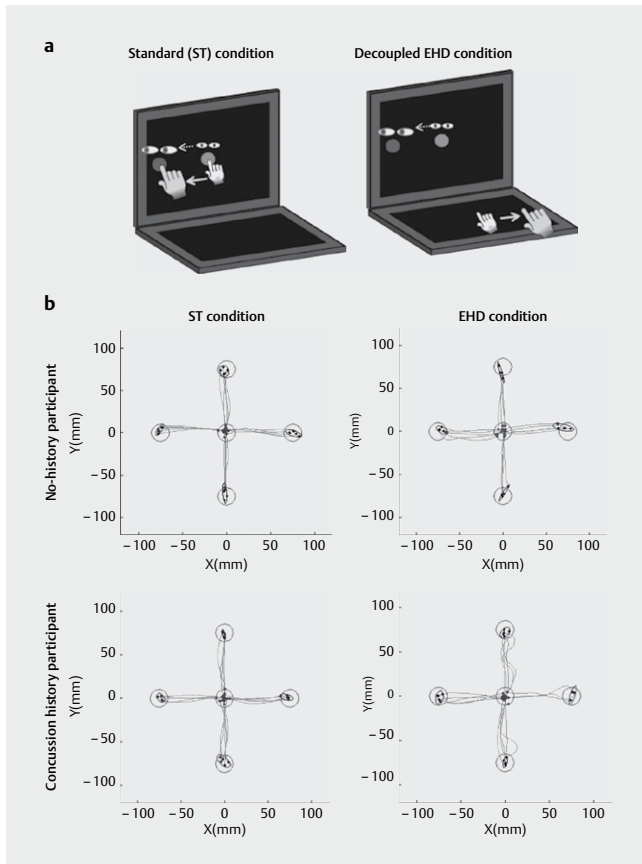 a
Standard (ST) condition
Decoupled EHD condition
b
ST condition
EHD condition
No-history participant
Y(mm)
100
50
0
– 50
– 100
– 100
– 50
0
50
100
X(mm)
Y(mm)
100
50
0
– 50
– 100
– 100
– 50
0
50
100
X(mm)
Concussion history participant
Y(mm)
100
50
0
– 50
– 100
– 100
– 50
0
50
100
X(mm)
Y(mm)
100
50
0
– 50
– 100
– 100
– 50
0
50
100
X(mm)